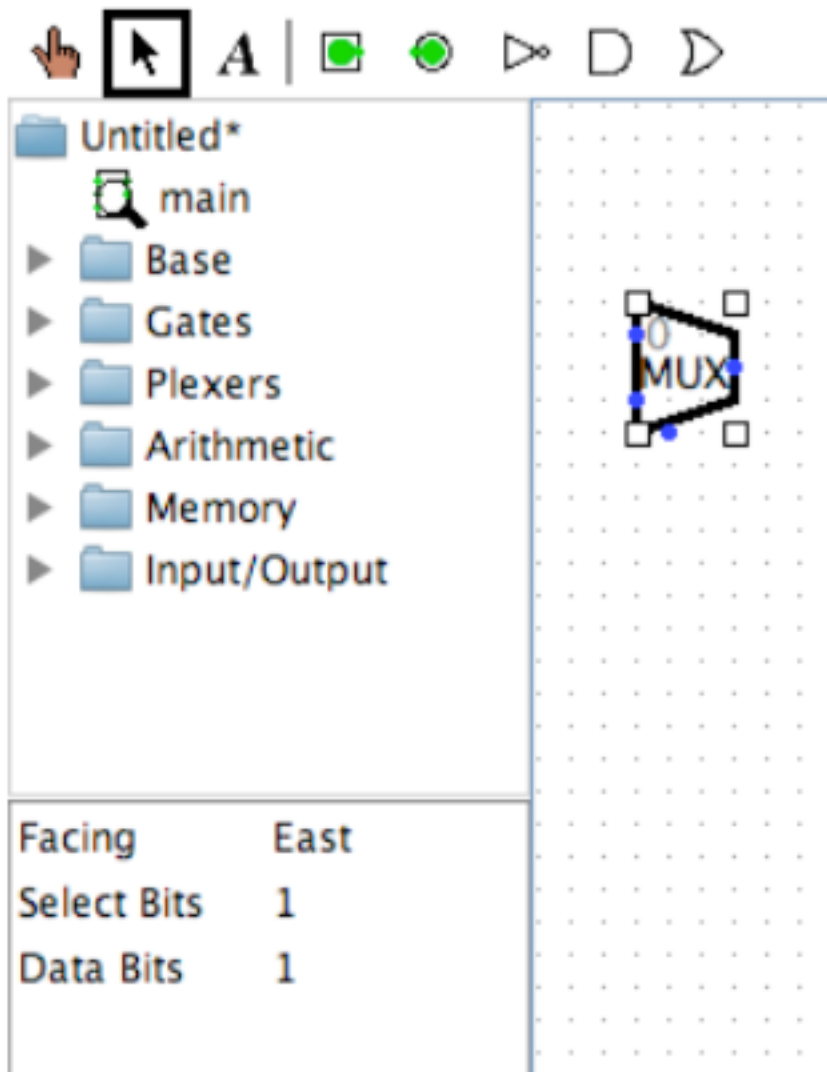 A
Untitled*
main
Base
Gates
Plexers
Arithmetic
Memory
Input/Output
0
MUX
Facing East
Select Bits 1
Data Bits 1